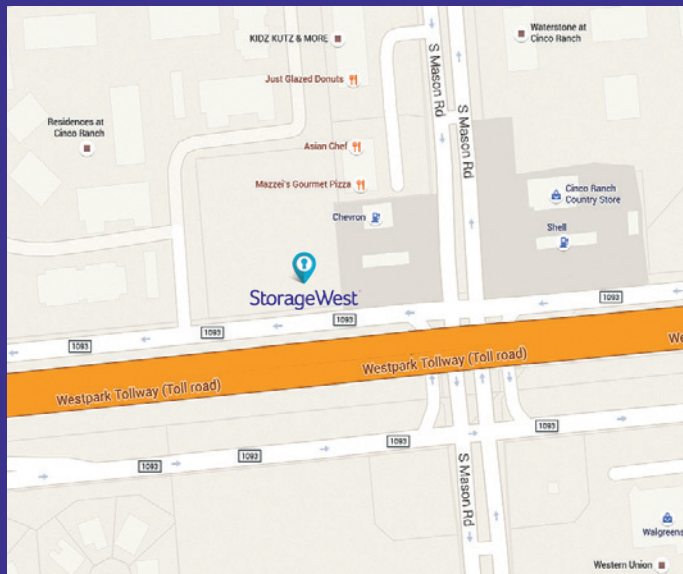 KIDZ KUTZ & MORE
Waterstone at
Cinco Ranch
Just Glazed Donuts
S Mason Rd
S Mason Rd
Residences at
Cinco Ranch
Asian Chef
Mazzei's Gourmet Pizza
Cinco Ranch
Country Store
Chevron
Shell
StorageWest
1093
1093
1093
1093
We
Westpark Tollway (Toll road)
Westpark Tollway (Toll road)
1093
1093
1093
1093
S Mason Rd
Walgreens
Western Union